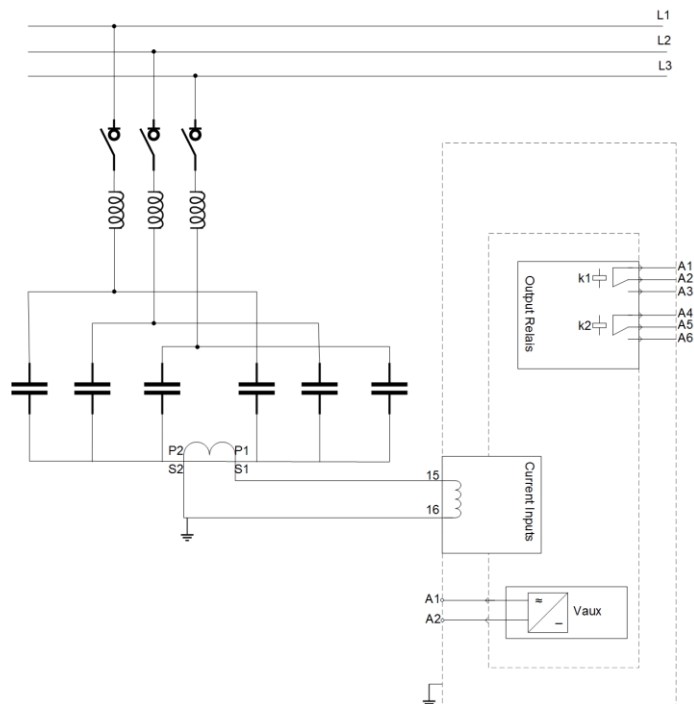 L1
L2
L3
k1
A1
A2
A3
k2
A4
A5
A6
Output Relais
P2
P1
S2
S1
15
16
Current Inputs
A1
A2
≂
–
Vaux